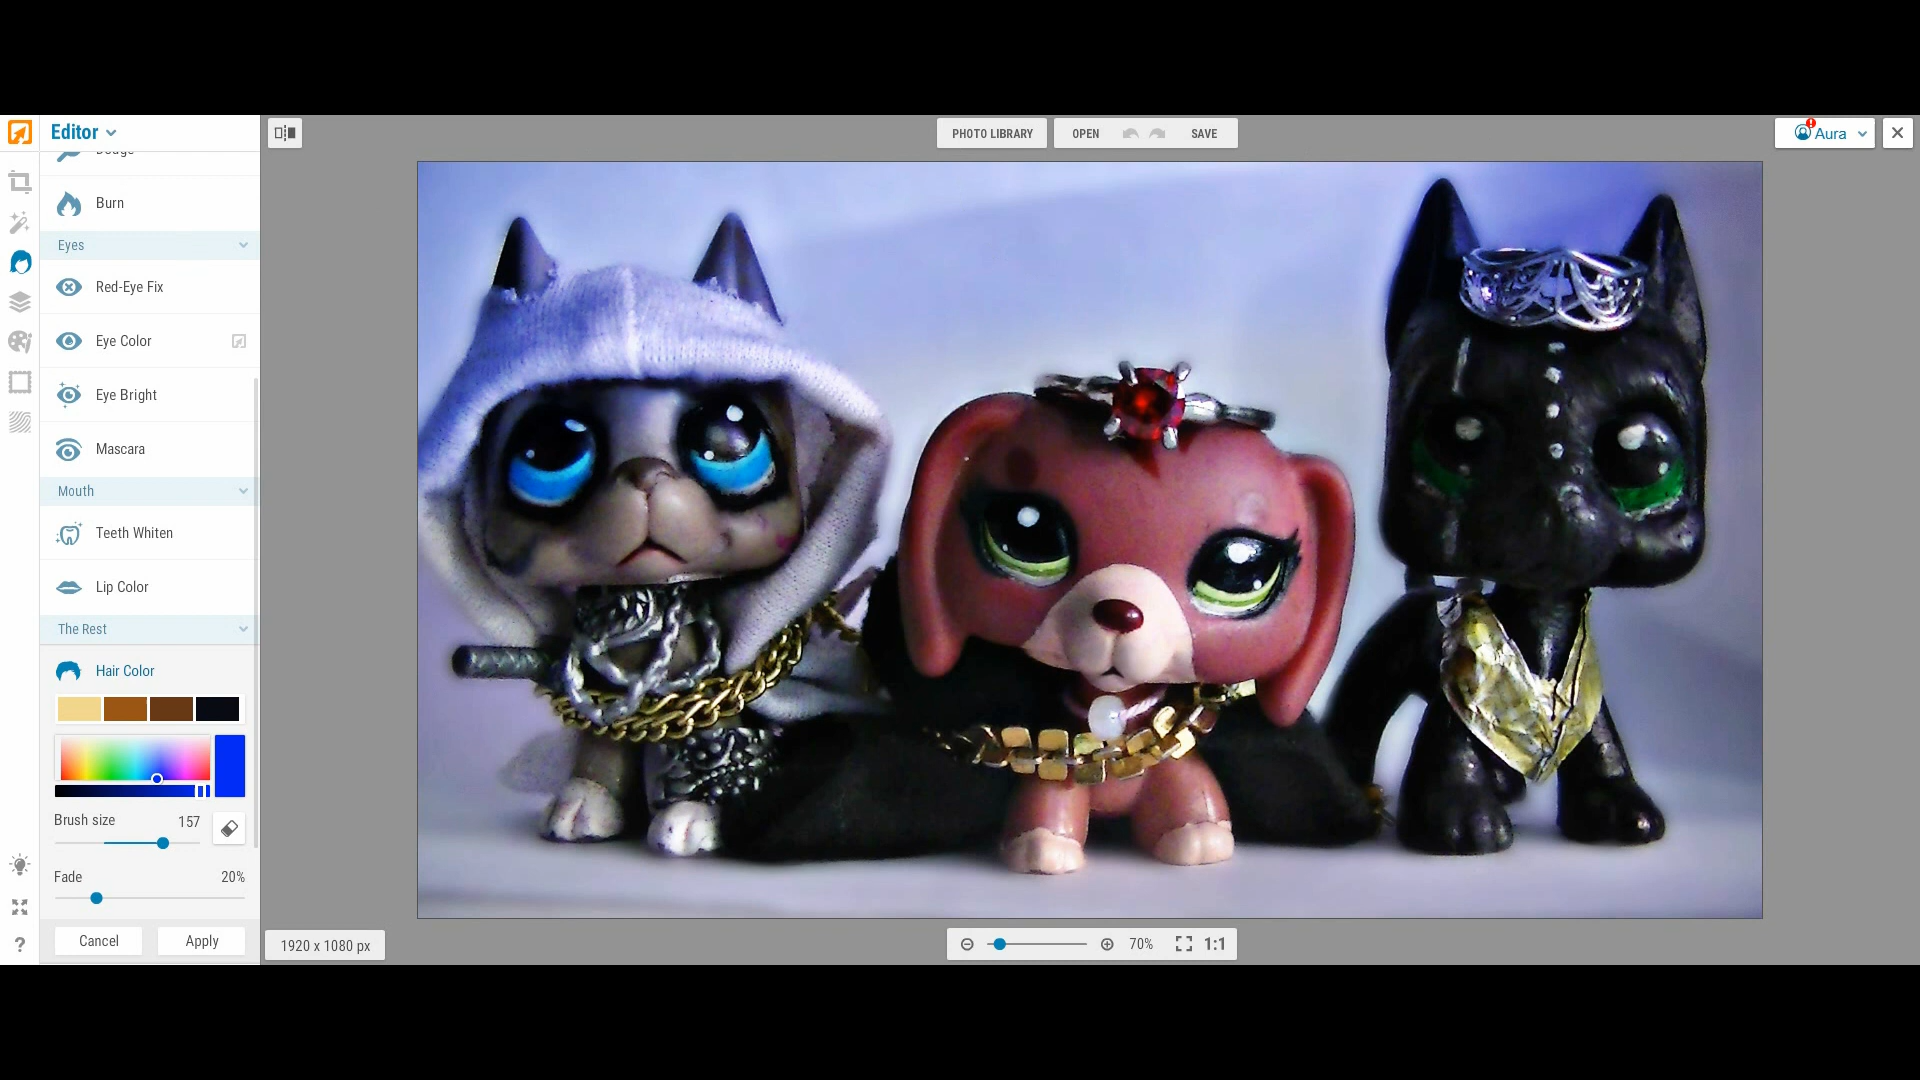 Editor
Dodge
Burn
Eyes
Red-Eye Fix
Eye Color
Eye Bright
Mascara
Mouth
Teeth Whiten
Lip Color
The Rest
Hair Color
Brush size 157
Fade 20%
Cancel Apply
?
PHOTO LIBRARY OPEN SAVE
! Aura
1920 x 1080 px
70% 1:1